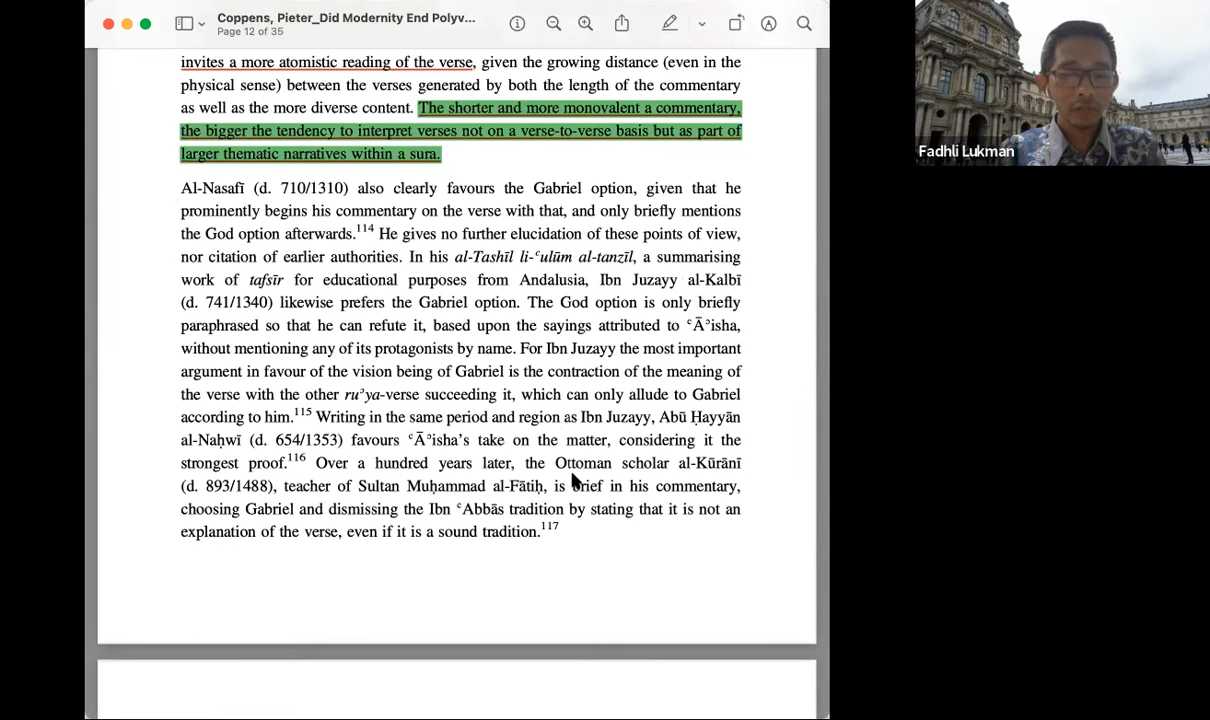 Coppens, Pieter_Did Modernity End Polyv...
Page 12 of 35
invites a more atomistic reading of the verse, given the growing distance (even in the
physical sense) between the verses generated by both the length of the commentary
as well as the more diverse content. The shorter and more monovalent a commentary,
the bigger the tendency to interpret verses not on a verse-to-verse basis but as part of
larger thematic narratives within a sura.
Al-Nasafī (d. 710/1310) also clearly favours the Gabriel option, given that he
prominently begins his commentary on the verse with that, and only briefly mentions
the God option afterwards.114 He gives no further elucidation of these points of view,
nor citation of earlier authorities. In his al-Tashīl li-ʿulūm al-tanzīl, a summarising
work of tafsīr for educational purposes from Andalusia, Ibn Juzayy al-Kalbī
(d. 741/1340) likewise prefers the Gabriel option. The God option is only briefly
paraphrased so that he can refute it, based upon the sayings attributed to ʿĀʾisha,
without mentioning any of its protagonists by name. For Ibn Juzayy the most important
argument in favour of the vision being of Gabriel is the contraction of the meaning of
the verse with the other ruʾya-verse succeeding it, which can only allude to Gabriel
according to him.115 Writing in the same period and region as Ibn Juzayy, Abū Ḥayyān
al-Naḥwī (d. 654/1353) favours ʿĀʾisha's take on the matter, considering it the
strongest proof.116 Over a hundred years later, the Ottoman scholar al-Kūrānī
(d. 893/1488), teacher of Sultan Muḥammad al-Fātiḥ, is brief in his commentary,
choosing Gabriel and dismissing the Ibn ʿAbbās tradition by stating that it is not an
explanation of the verse, even if it is a sound tradition.117
Fadhli Lukman